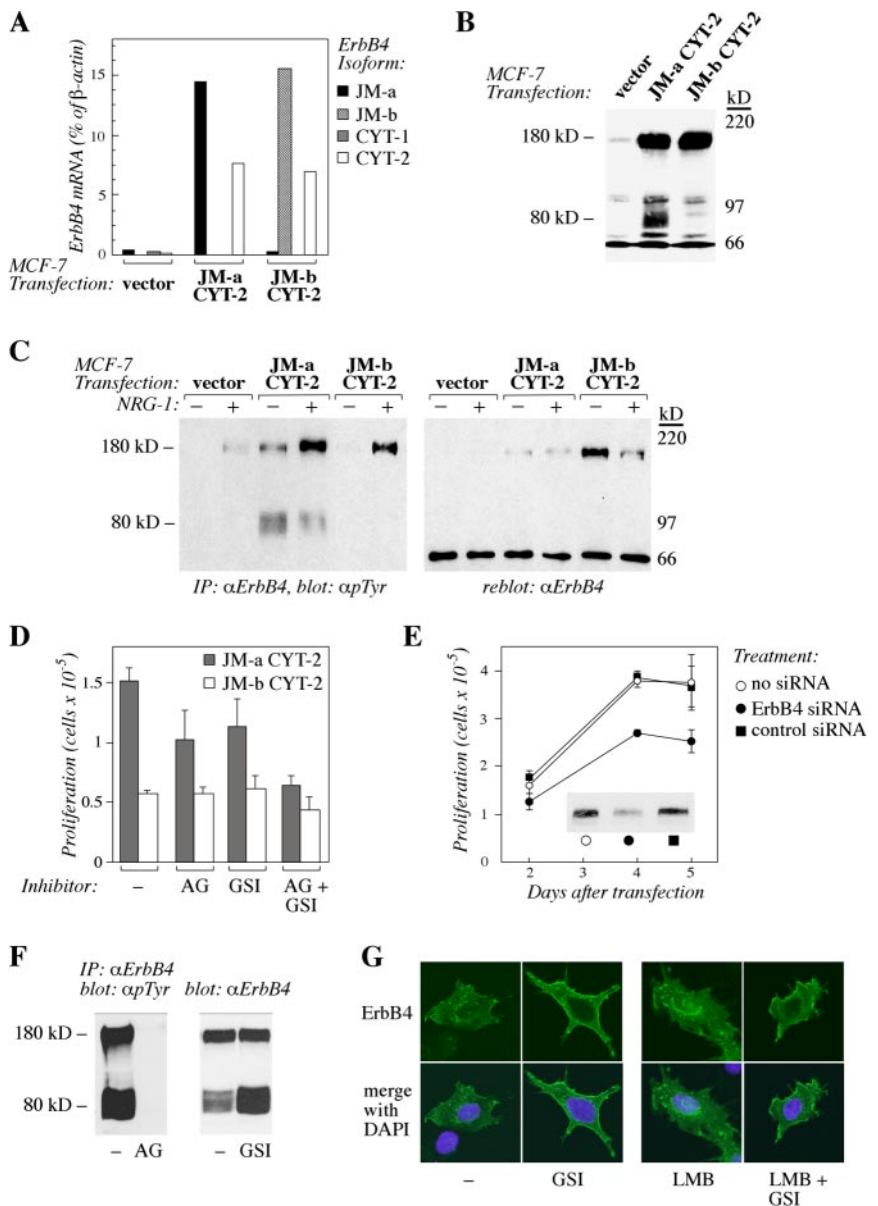 A
ErbB4 mRNA (% of β-actin)
15
10
5
0
ErbB4
Isoform:
JM-a
JM-b
CYT-1
CYT-2
MCF-7
Transfection:
vector
JM-a
CYT-2
JM-b
CYT-2
B
MCF-7
Transfection:
vector
JM-a CYT-2
JM-b CYT-2
kD
220
180 kD –
97
80 kD –
66
C
MCF-7
Transfection:
vector
JM-a
CYT-2
JM-b
CYT-2
vector
JM-a
CYT-2
JM-b
CYT-2
NRG-1: – + – + – + – + – + – +
kD
180 kD –
220
80 kD –
97
66
IP: αErbB4, blot: αpTyr
reblot: αErbB4
D
Proliferation (cells x 10⁻⁵)
1.5
1
0.5
0
JM-a CYT-2
JM-b CYT-2
Inhibitor: – AG GSI AG +
GSI
E
Proliferation (cells x 10⁻⁵)
4
3
2
1
0
2 3 4 5
Days after transfection
Treatment:
no siRNA
ErbB4 siRNA
control siRNA
F
IP: αErbB4
blot: αpTyr
blot: αErbB4
180 kD –
80 kD –
– AG
– GSI
G
ErbB4
merge
with
DAPI
– GSI LMB LMB +
GSI